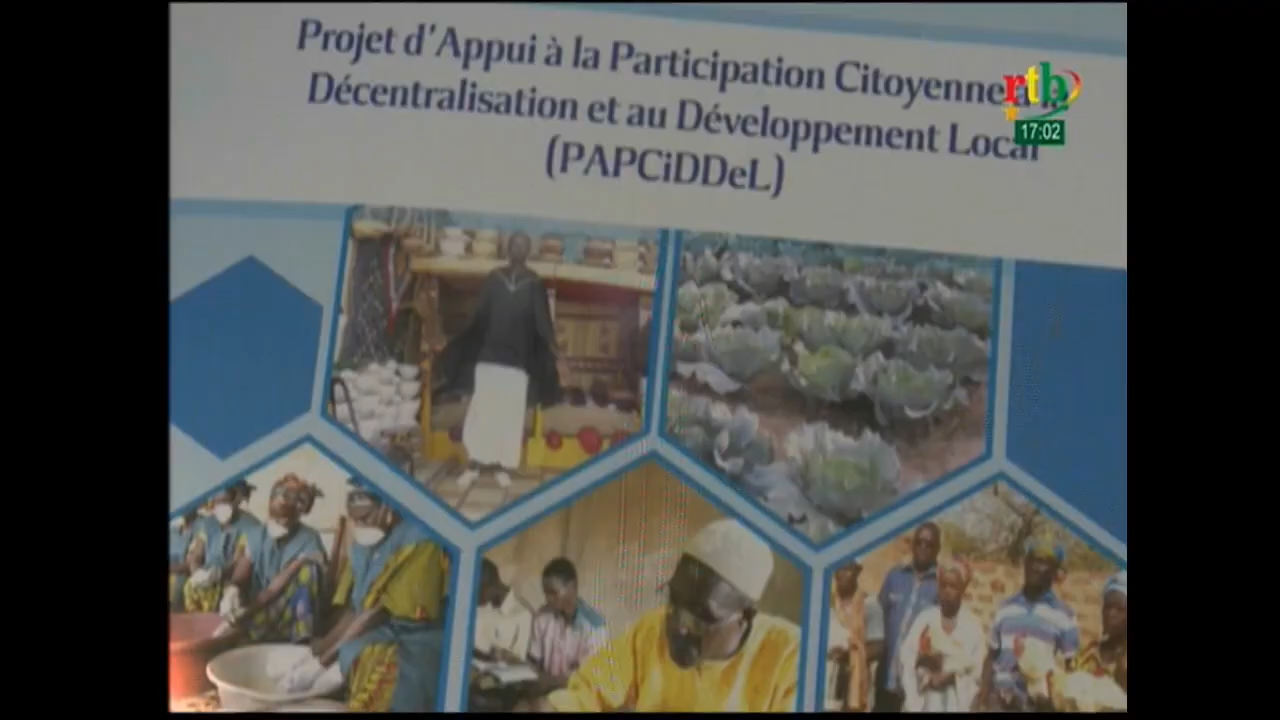 Projet d'Appui à la Participation Citoyenne
Décentralisation et au Développement Local
(PAPCiDDeL)
rtb
17:02